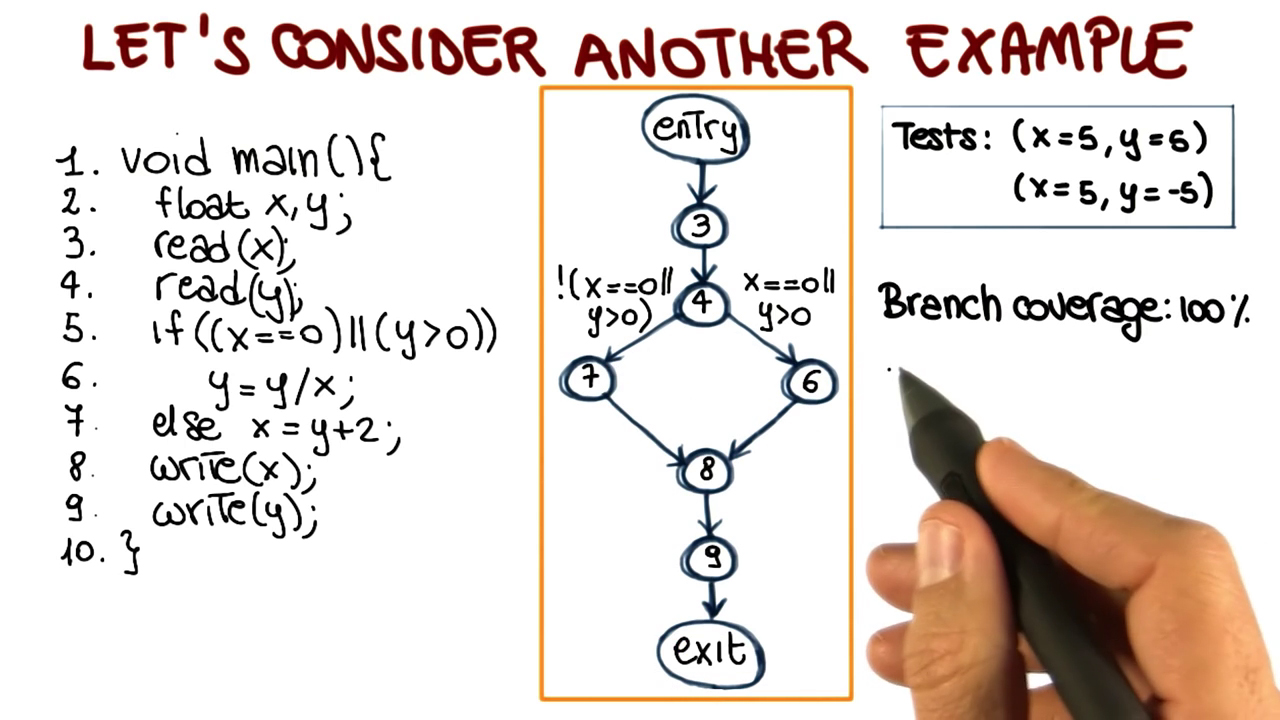 LET'S CONSIDER ANOTHER EXAMPLE
1. void main(){
2. float x,y;
3. read(x);
4. read(y);
5. if((x==0)||(y>0))
6. y=y/x;
7. else x=y+2;
8. write(x);
9. write(y);
10. }
entry
3
!(x==0||
y>0)
4
x==0||
y>0
7
6
8
9
exit
Tests: (x=5, y=5)
(x=5, y=-5)
Branch coverage: 100%